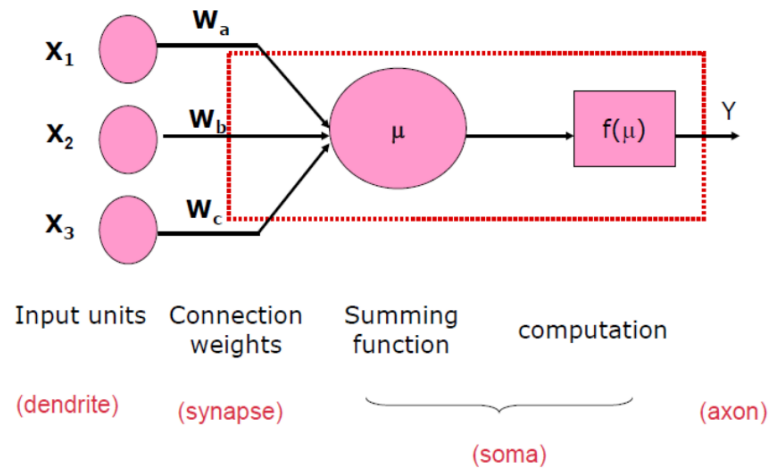 X1
Wa
X2
Wb
μ
f(μ)
Y
X3
Wc
Input units
Connection
weights
Summing
function
computation
(dendrite)
(synapse)
(soma)
(axon)